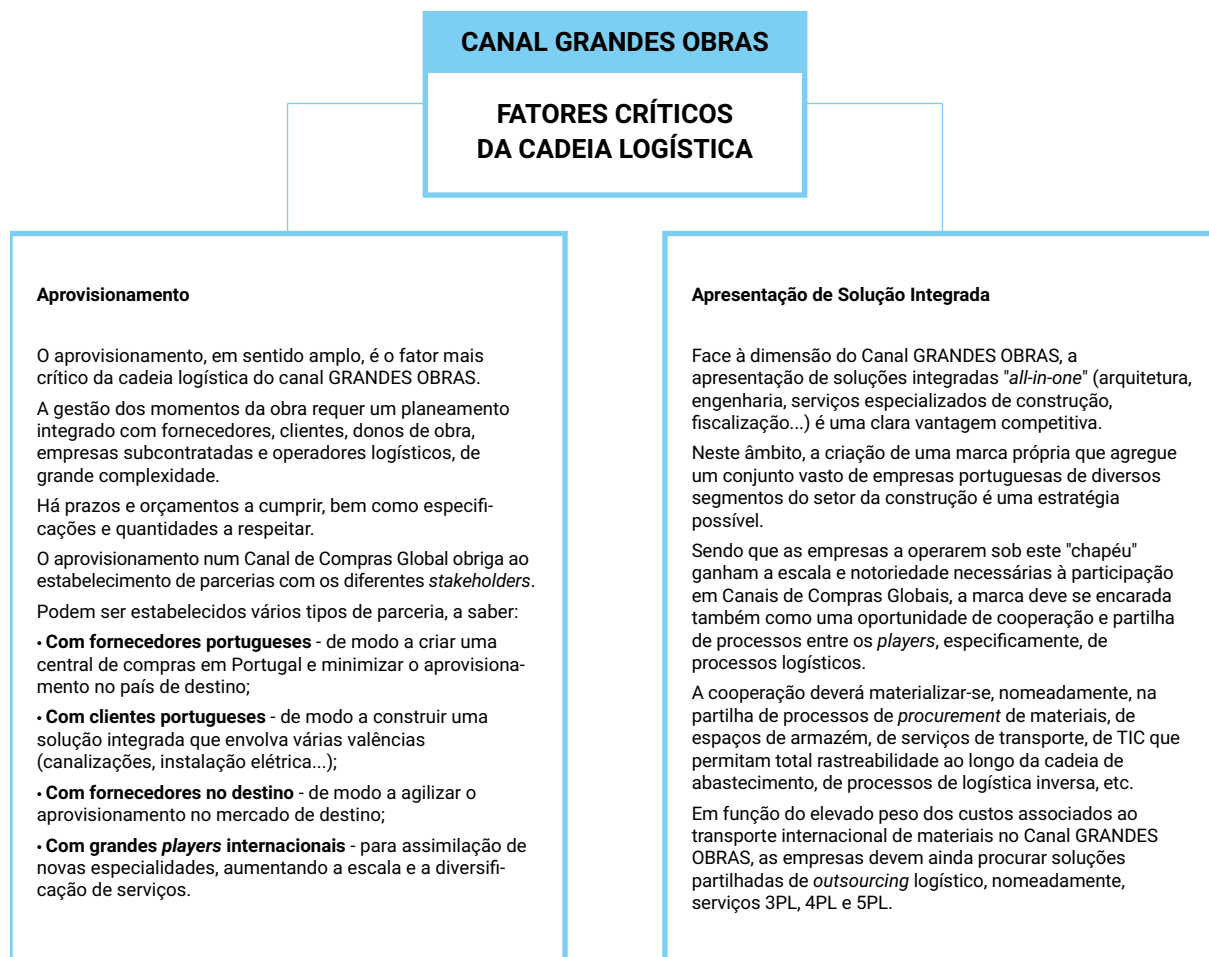 CANAL GRANDES OBRAS
FATORES CRÍTICOS
DA CADEIA LOGÍSTICA
Aprovisionamento
O aprovisionamento, em sentido amplo, é o fator mais
crítico da cadeia logística do canal GRANDES OBRAS.
A gestão dos momentos da obra requer um planeamento
integrado com fornecedores, clientes, donos de obra,
empresas subcontratadas e operadores logísticos, de
grande complexidade.
Há prazos e orçamentos a cumprir, bem como especifi-
cações e quantidades a respeitar.
O aprovisionamento num Canal de Compras Global obriga ao
estabelecimento de parcerias com os diferentes stakeholders.
Podem ser estabelecidos vários tipos de parceria, a saber:
• Com fornecedores portugueses - de modo a criar uma
central de compras em Portugal e minimizar o aprovisiona-
mento no país de destino;
• Com clientes portugueses - de modo a construir uma
solução integrada que envolva várias valências
(canalizações, instalação elétrica...);
• Com fornecedores no destino - de modo a agilizar o
aprovisionamento no mercado de destino;
• Com grandes players internacionais - para assimilação de
novas especialidades, aumentando a escala e a diversifi-
cação de serviços.
Apresentação de Solução Integrada
Face à dimensão do Canal GRANDES OBRAS, a
apresentação de soluções integradas "all-in-one" (arquitetura,
engenharia, serviços especializados de construção,
fiscalização...) é uma clara vantagem competitiva.
Neste âmbito, a criação de uma marca própria que agregue
um conjunto vasto de empresas portuguesas de diversos
segmentos do setor da construção é uma estratégia
possível.
Sendo que as empresas a operarem sob este "chapéu"
ganham a escala e notoriedade necessárias à participação
em Canais de Compras Globais, a marca deve se encarada
também como uma oportunidade de cooperação e partilha
de processos entre os players, especificamente, de
processos logísticos.
A cooperação deverá materializar-se, nomeadamente, na
partilha de processos de procurement de materiais, de
espaços de armazém, de serviços de transporte, de TIC que
permitam total rastreabilidade ao longo da cadeia de
abastecimento, de processos de logística inversa, etc.
Em função do elevado peso dos custos associados ao
transporte internacional de materiais no Canal GRANDES
OBRAS, as empresas devem ainda procurar soluções
partilhadas de outsourcing logístico, nomeadamente,
serviços 3PL, 4PL e 5PL.